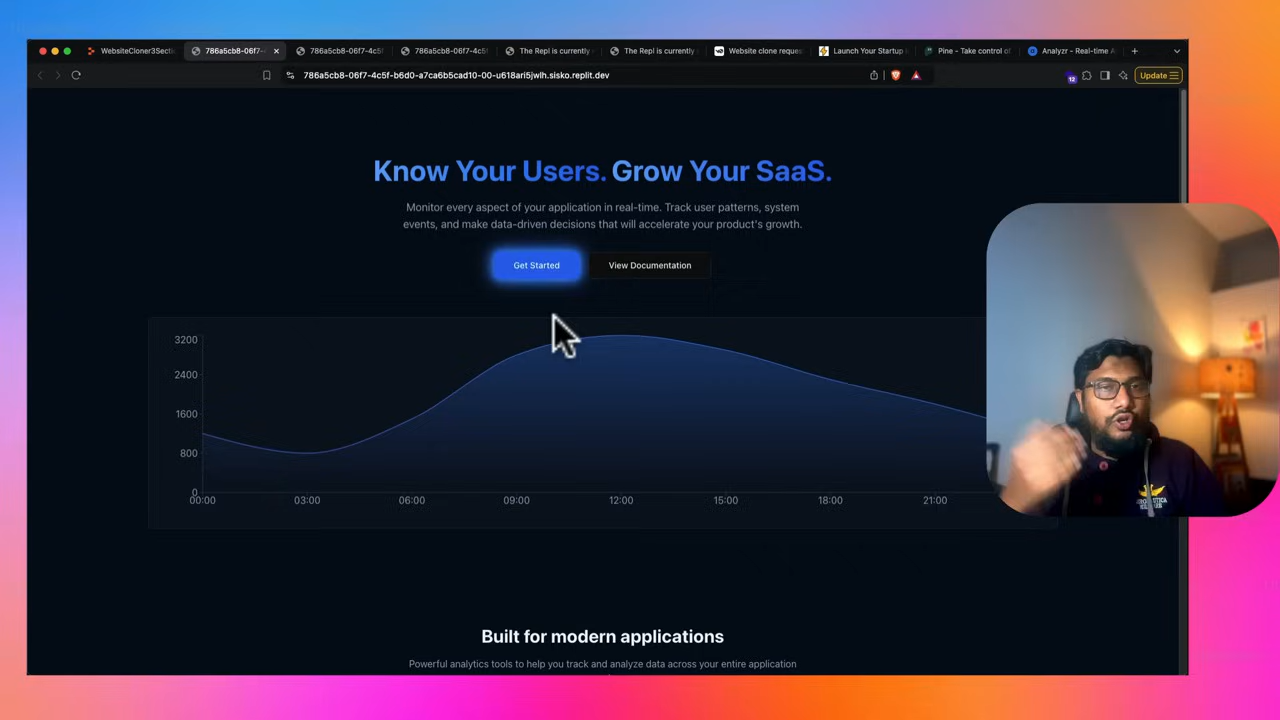 WebsiteCloner3Secti
786a5cb8-06f7-
786a5cb8-06f7-4c5f
786a5cb8-06f7-4c5f
The Repl is currently
The Repl is currently
Website clone reques
Launch Your Startup
Pine - Take control of
Analyzr - Real-time A
786a5cb8-06f7-4c5f-b6d0-a7ca6b5cad10-00-u618ari5jwlh.sisko.replit.dev
12
Update
Know Your Users. Grow Your SaaS.
Monitor every aspect of your application in real-time. Track user patterns, system
events, and make data-driven decisions that will accelerate your product's growth.
Get Started
View Documentation
3200
2400
1600
800
0
00:00 03:00 06:00 09:00 12:00 15:00 18:00 21:00
Built for modern applications
Powerful analytics tools to help you track and analyze data across your entire application